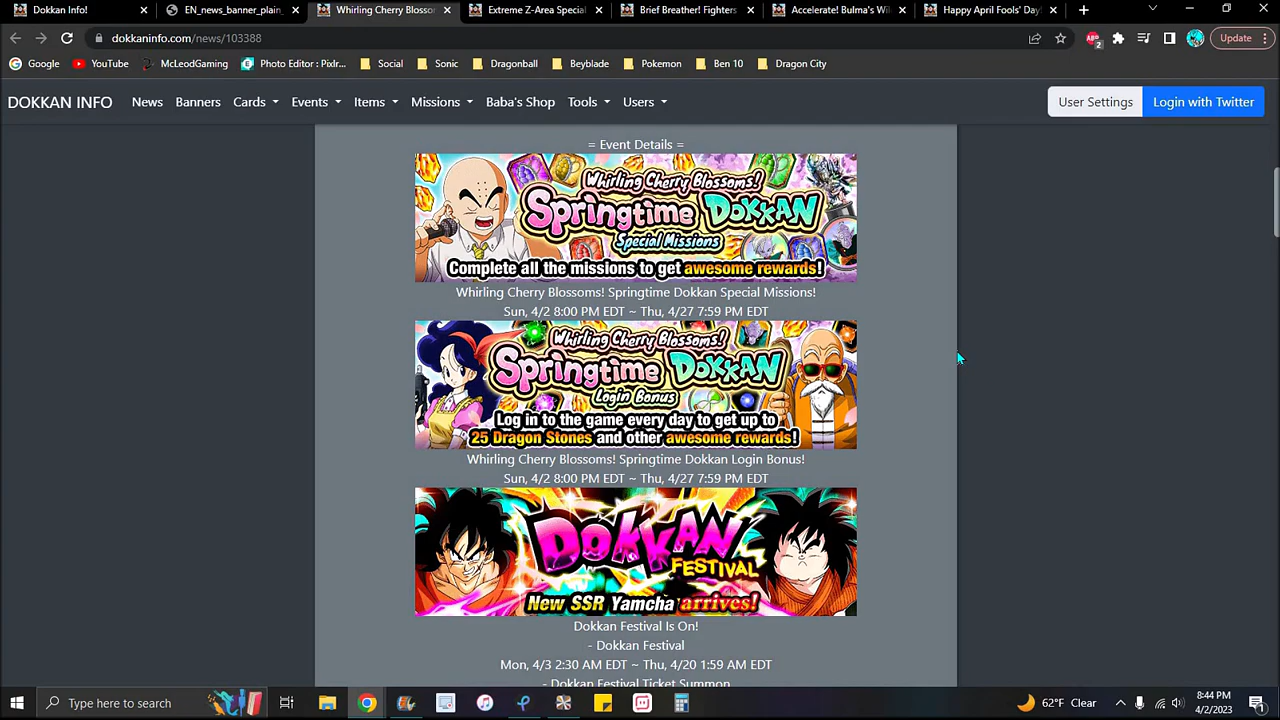 Dokkan Info!
EN_news_banner_plain_
Whirling Cherry Blossom
Extreme Z-Area Special
Brief Breather! Fighters
Accelerate! Bulma's Wi
Happy April Fools' Day!
dokkaninfo.com/news/103388
ABP
2
Update
Google
YouTube
McLeodGaming
Photo Editor : Pixlr...
Social
Sonic
Dragonball
Beyblade
Pokemon
Ben 10
Dragon City
DOKKAN INFO
News
Banners
Cards
Events
Items
Missions
Baba's Shop
Tools
Users
User Settings
Login with Twitter
= Event Details =
Whirling Cherry Blossoms!
Springtime DOKKAN
Special Missions
Complete all the missions to get awesome rewards!
Whirling Cherry Blossoms! Springtime Dokkan Special Missions!
Sun, 4/2 8:00 PM EDT ~ Thu, 4/27 7:59 PM EDT
Whirling Cherry Blossoms!
Springtime DOKKAN
Login Bonus
Log in to the game every day to get up to
25 Dragon Stones and other awesome rewards!
Whirling Cherry Blossoms! Springtime Dokkan Login Bonus!
Sun, 4/2 8:00 PM EDT ~ Thu, 4/27 7:59 PM EDT
DOKKAN
FESTIVAL
New SSR Yamcha arrives!
Dokkan Festival Is On!
- Dokkan Festival
Mon, 4/3 2:30 AM EDT ~ Thu, 4/20 1:59 AM EDT
- Dokkan Festival Ticket Summon
Type here to search
62°F Clear
8:44 PM
4/2/2023
1